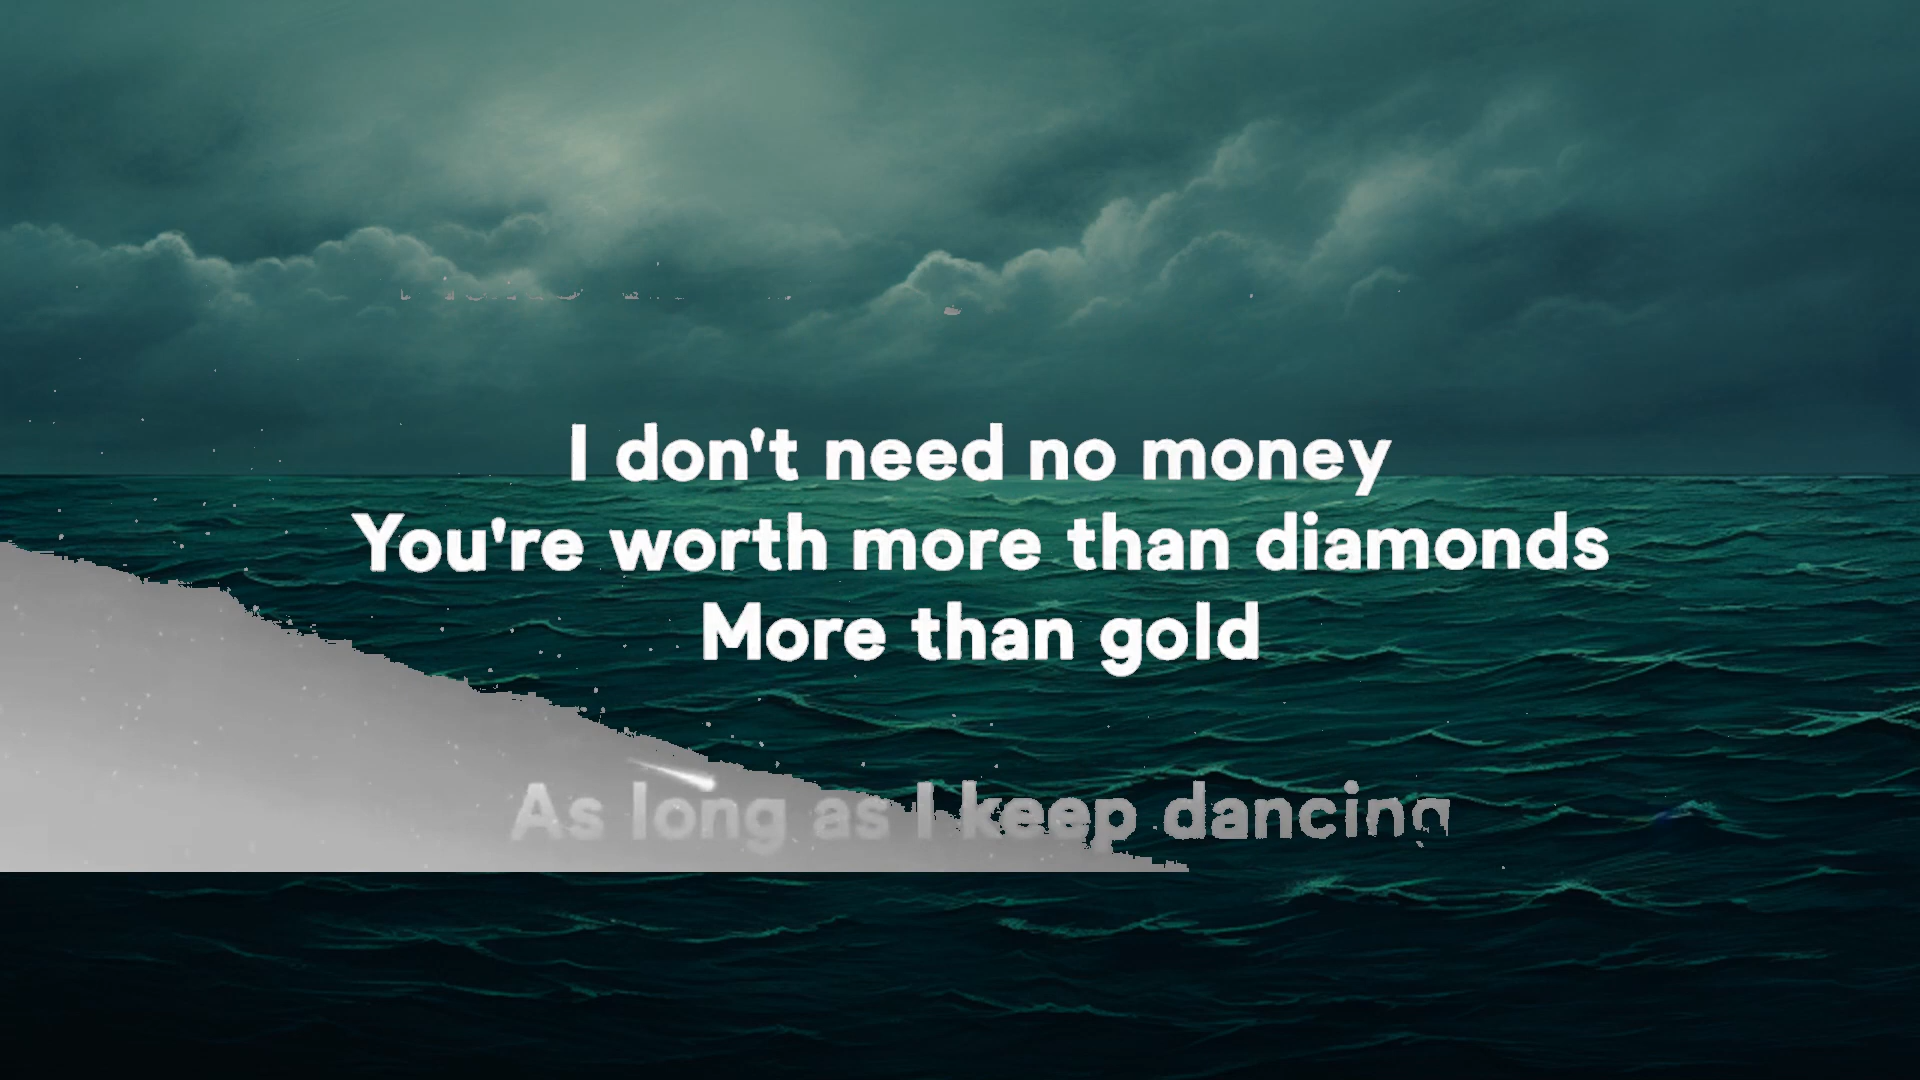 I don't need no money
You're worth more than diamonds
More than gold
As long as I keep dancing